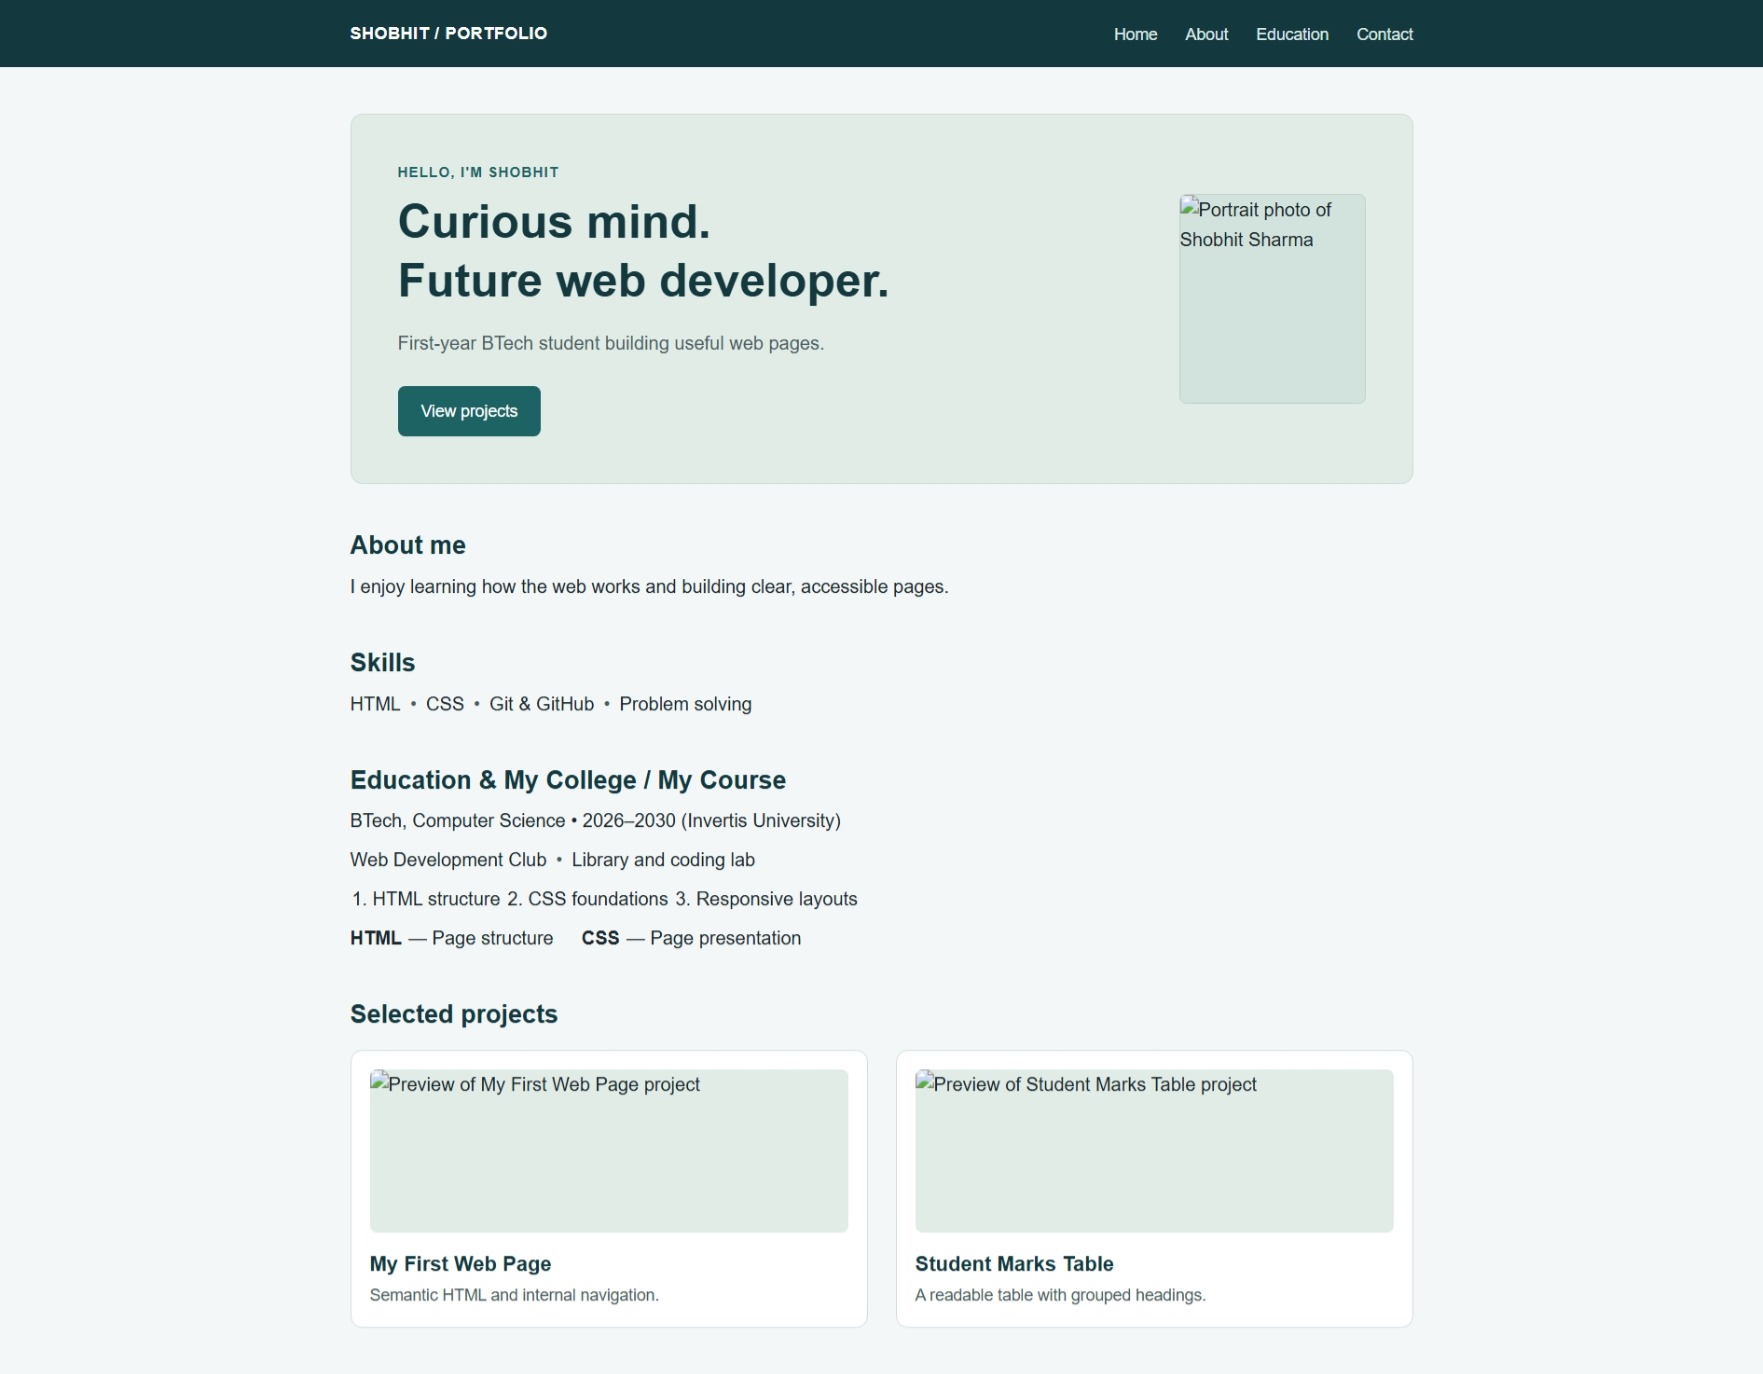 SHOBHIT / PORTFOLIO
Home About Education Contact
HELLO, I'M SHOBHIT
Curious mind.
Future web developer.
First-year BTech student building useful web pages.
View projects
Portrait photo of
Shobhit Sharma
About me
I enjoy learning how the web works and building clear, accessible pages.
Skills
HTML • CSS • Git & GitHub • Problem solving
Education & My College / My Course
BTech, Computer Science • 2026–2030 (Invertis University)
Web Development Club • Library and coding lab
1. HTML structure 2. CSS foundations 3. Responsive layouts
HTML — Page structure CSS — Page presentation
Selected projects
Preview of My First Web Page project
My First Web Page
Semantic HTML and internal navigation.
Preview of Student Marks Table project
Student Marks Table
A readable table with grouped headings.